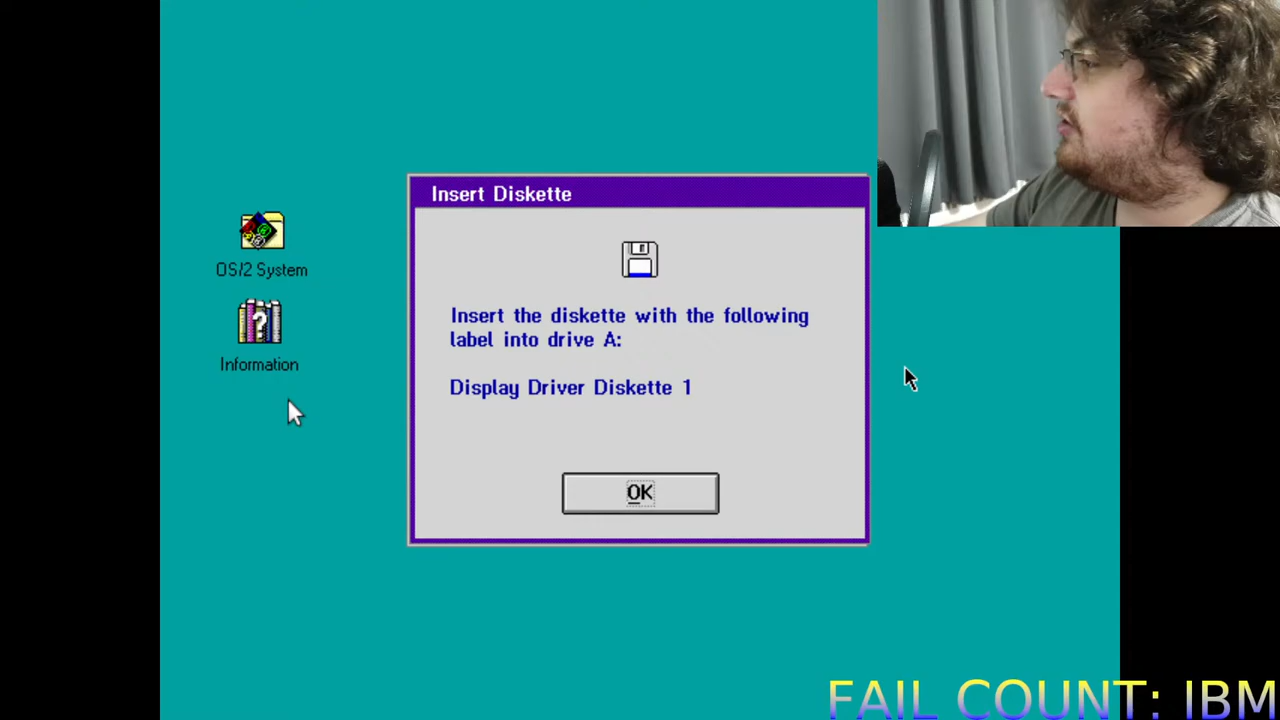 Insert Diskette
OS/2 System
Insert the diskette with the following
label into drive A:
Information
Display Driver Diskette 1
OK
FAIL COUNT: IBM